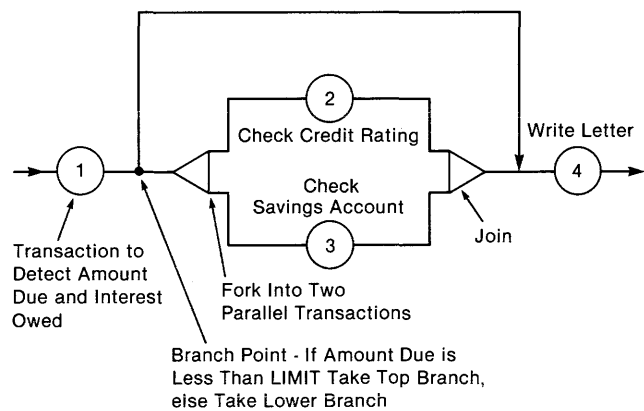 2
Check Credit Rating
Write Letter
1
4
Check
Savings Account
3
Join
Transaction to
Detect Amount
Due and Interest
Owed
Fork Into Two
Parallel Transactions
Branch Point - If Amount Due is
Less Than LIMIT Take Top Branch,
else Take Lower Branch